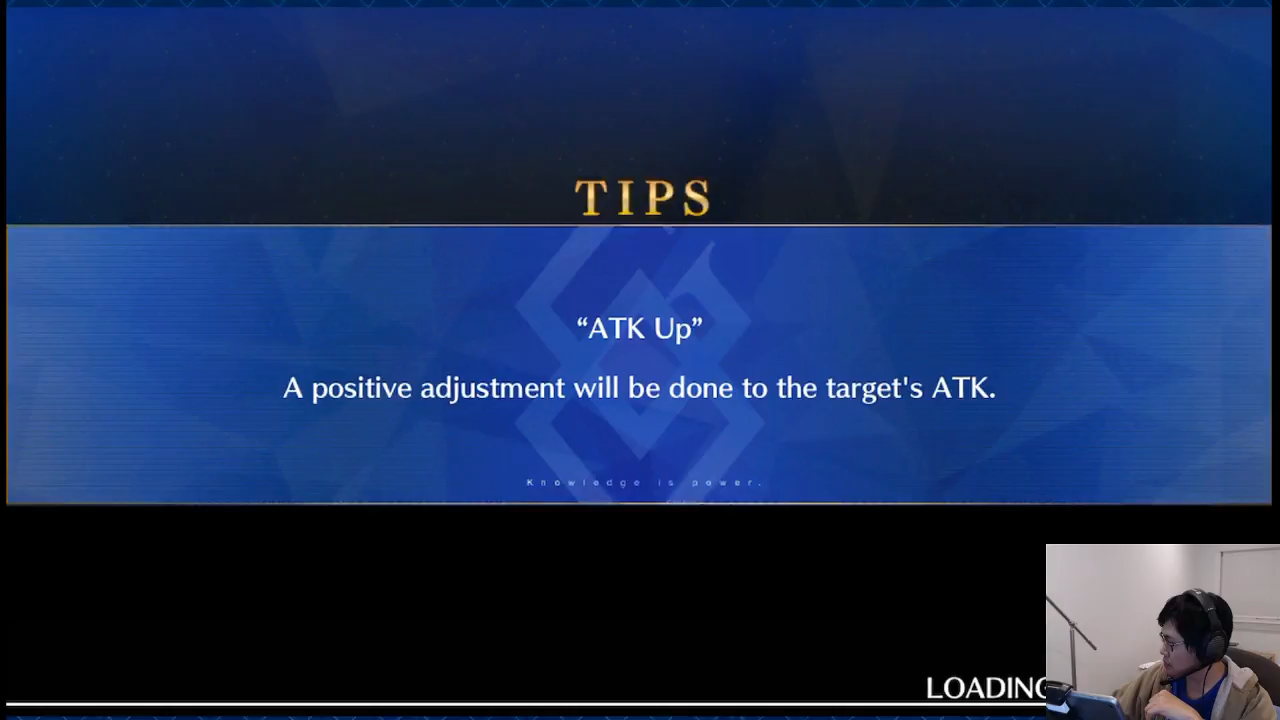 TIPS
“ATK Up”
A positive adjustment will be done to the target's ATK.
Knowledge is power.
LOADING